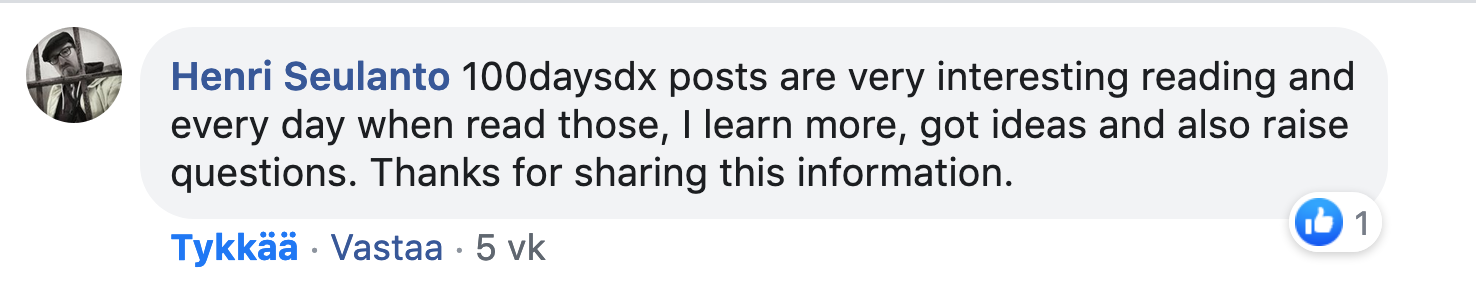 Henri Seulanto 100daysdx posts are very interesting reading and
every day when read those, I learn more, got ideas and also raise
questions. Thanks for sharing this information.
1
Tykkää · Vastaa · 5 vk